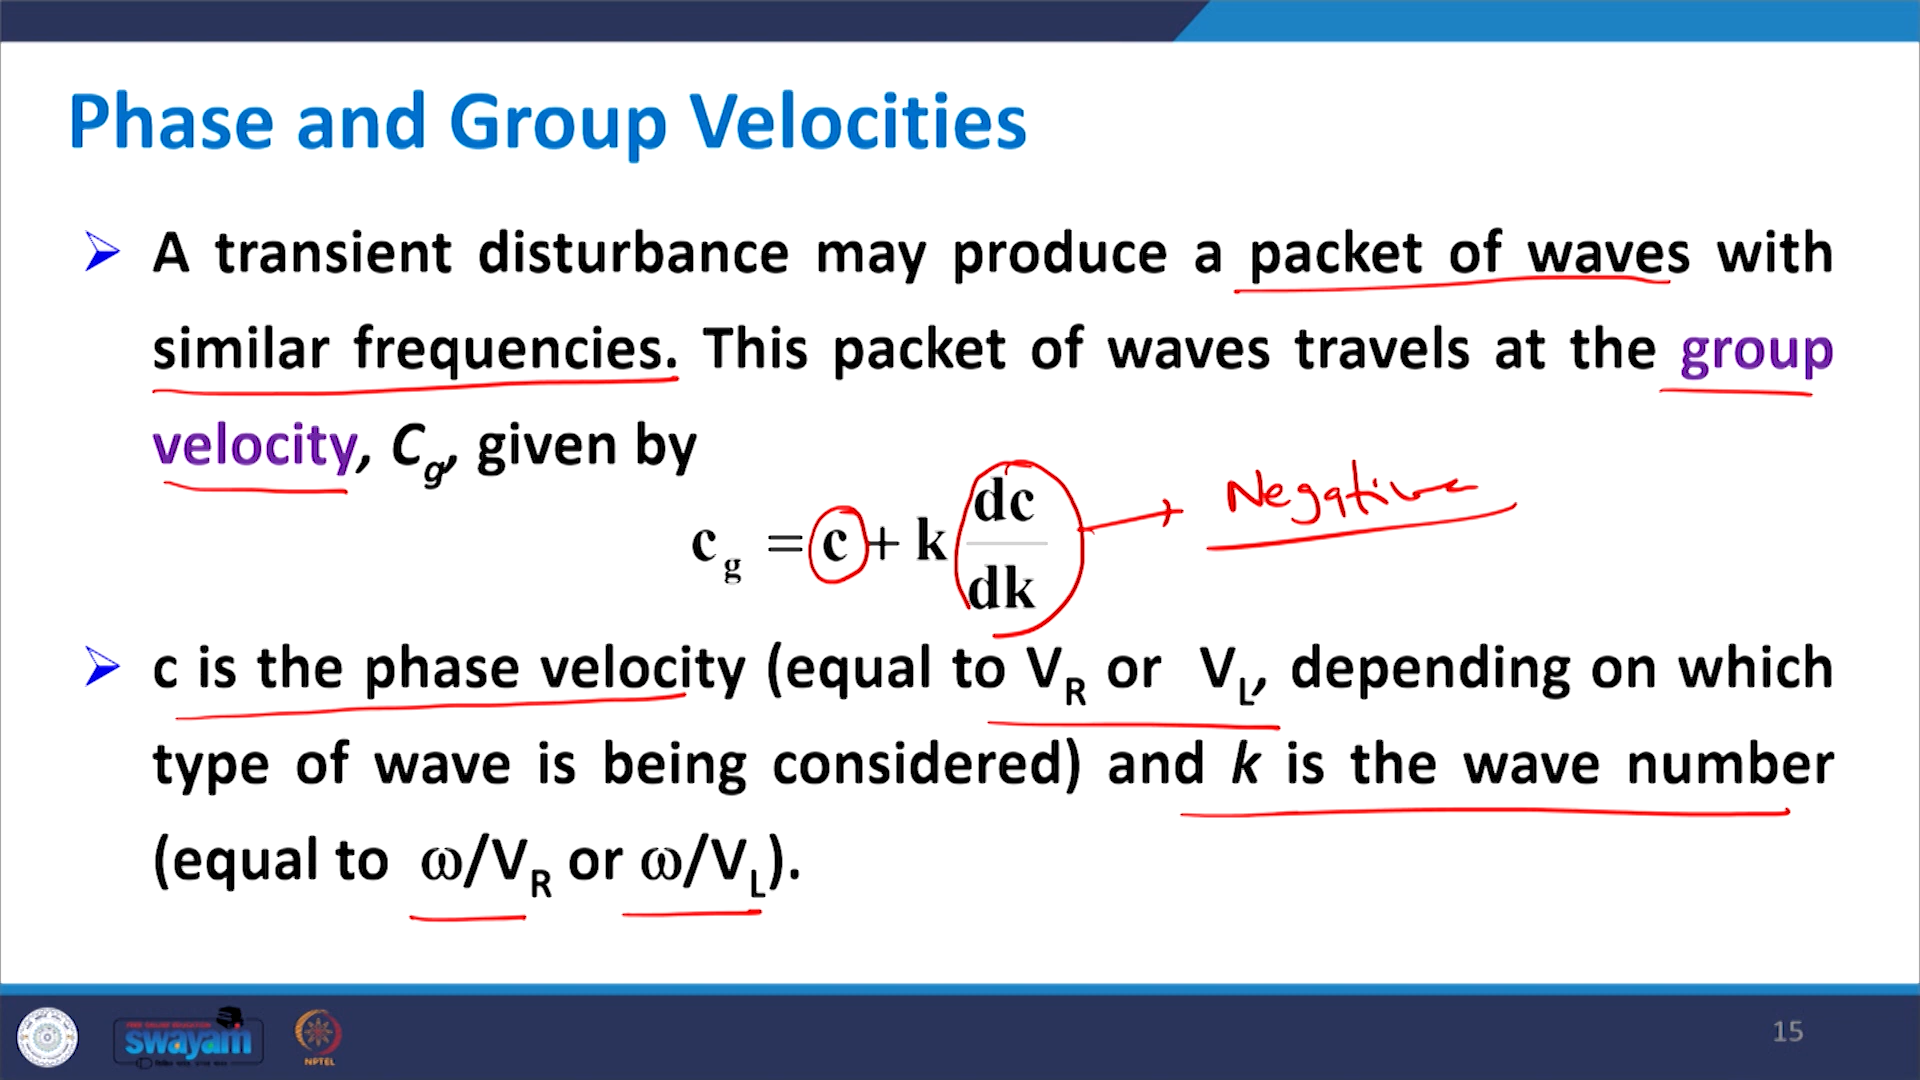 Phase and Group Velocities
➢ A transient disturbance may produce a packet of waves with
similar frequencies. This packet of waves travels at the group
velocity, Cg, given by
cg = c + k dc/dk → Negative
➢ c is the phase velocity (equal to VR or VL, depending on which
type of wave is being considered) and k is the wave number
(equal to ω/VR or ω/VL).
swayam
NPTEL
15